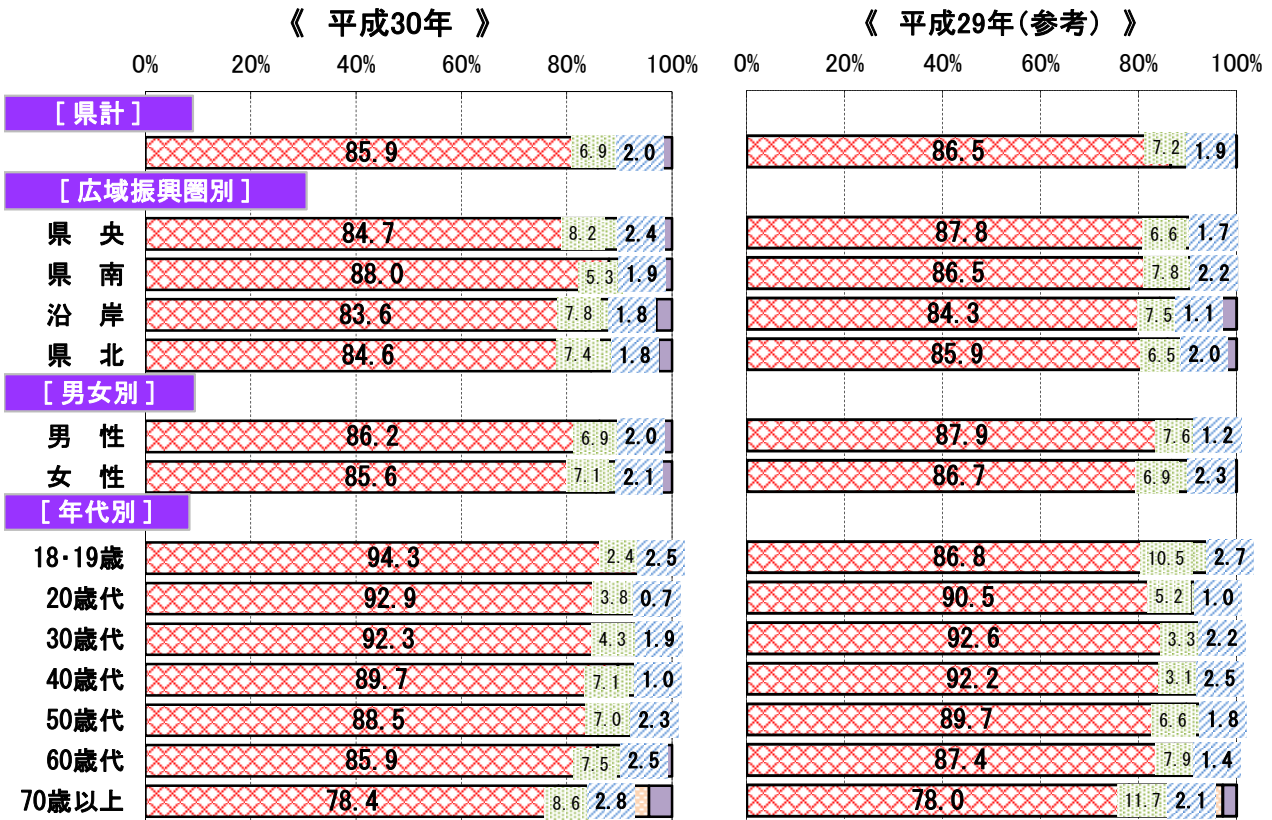 《 平成30年 》 《 平成29年(参考) 》
0% 20% 40% 60% 80% 100% 0% 20% 40% 60% 80% 100%
[ 県計 ]
85.9 6.9 2.0 86.5 7.2 1.9
[ 広域振興圏別 ]
県 央 84.7 8.2 2.4 87.8 6.6 1.7
県 南 88.0 5.3 1.9 86.5 7.8 2.2
沿 岸 83.6 7.8 1.8 84.3 7.5 1.1
県 北 84.6 7.4 1.8 85.9 6.5 2.0
[ 男女別 ]
男 性 86.2 6.9 2.0 87.9 7.6 1.2
女 性 85.6 7.1 2.1 86.7 6.9 2.3
[ 年代別 ]
18・19歳 94.3 2.4 2.5 86.8 10.5 2.7
20歳代 92.9 3.8 0.7 90.5 5.2 1.0
30歳代 92.3 4.3 1.9 92.6 3.3 2.2
40歳代 89.7 7.1 1.0 92.2 3.1 2.5
50歳代 88.5 7.0 2.3 89.7 6.6 1.8
60歳代 85.9 7.5 2.5 87.4 7.9 1.4
70歳以上 78.4 8.6 2.8 78.0 11.7 2.1